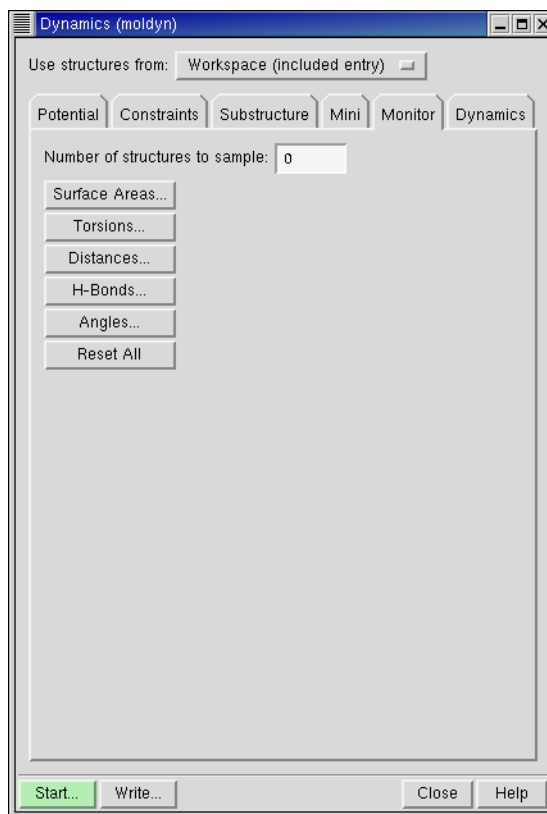 Dynamics (moldyn)
Use structures from: Workspace (included entry)
Potential Constraints Substructure Mini Monitor Dynamics
Number of structures to sample: 0
Surface Areas...
Torsions...
Distances...
H-Bonds...
Angles...
Reset All
Start... Write... Close Help